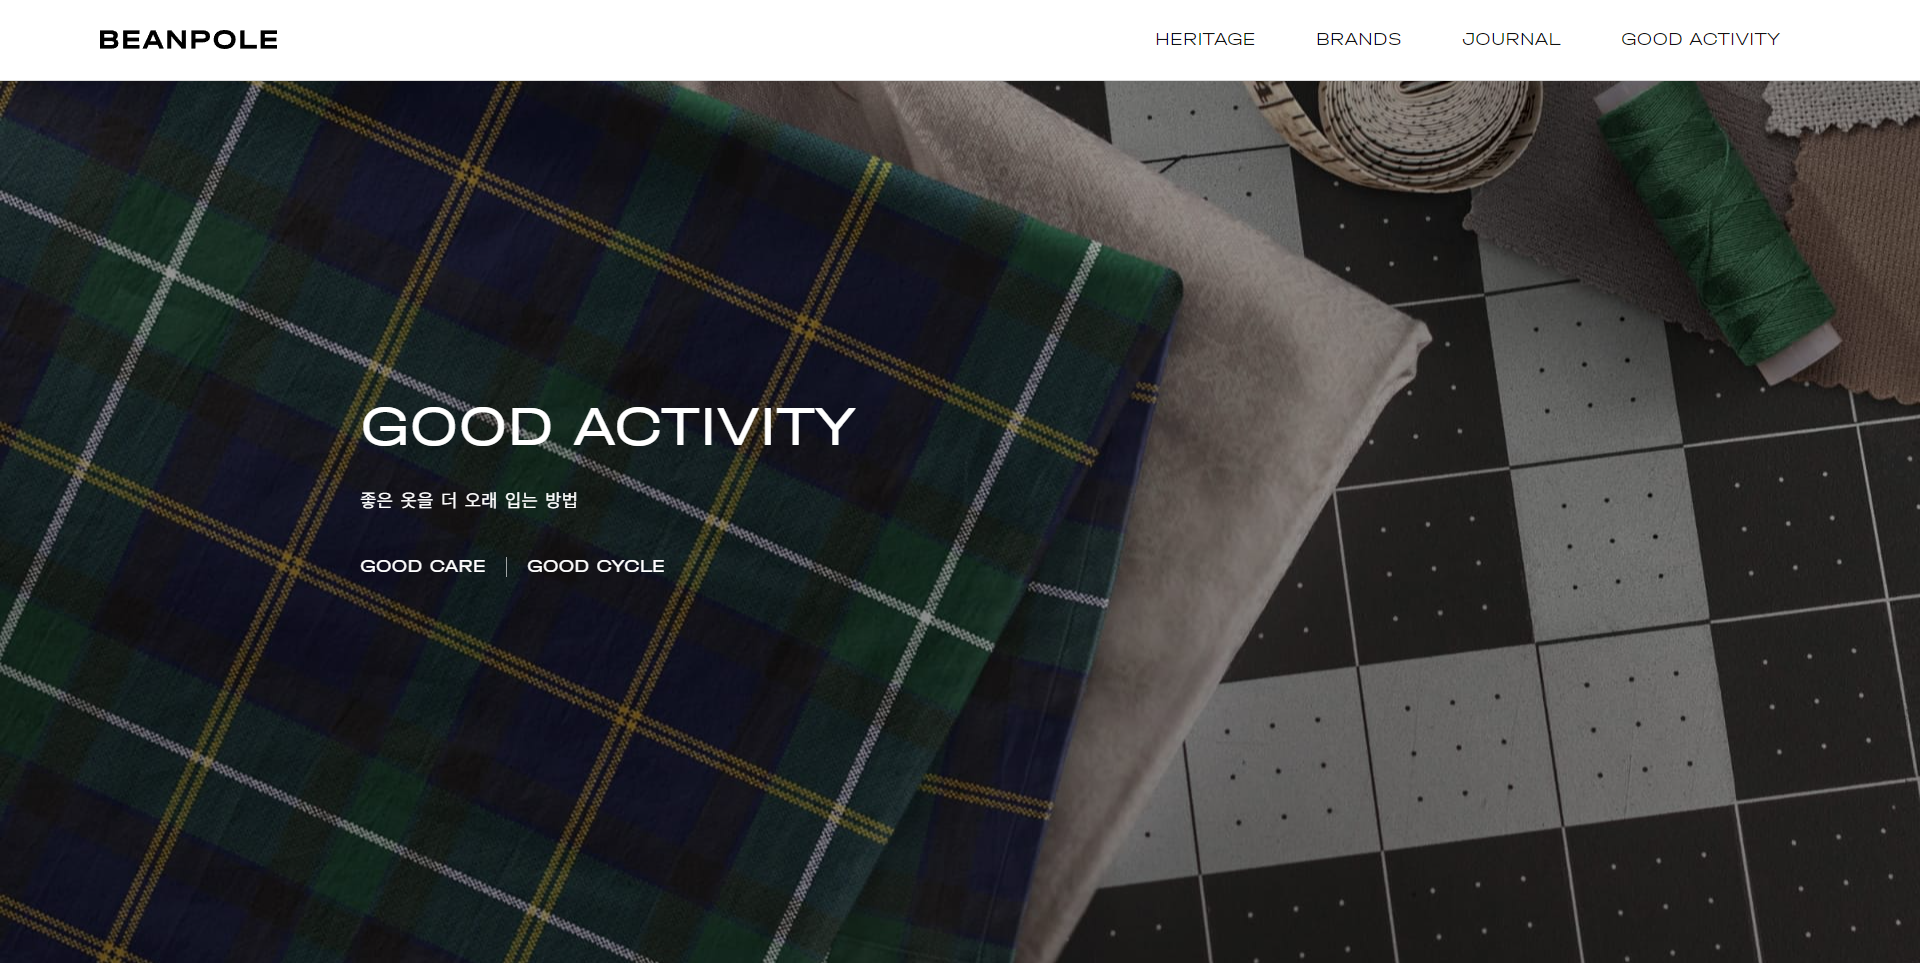 BEANPOLE
HERITAGE BRANDS JOURNAL GOOD ACTIVITY
GOOD ACTIVITY
좋은 옷을 더 오래 입는 방법
GOOD CARE | GOOD CYCLE